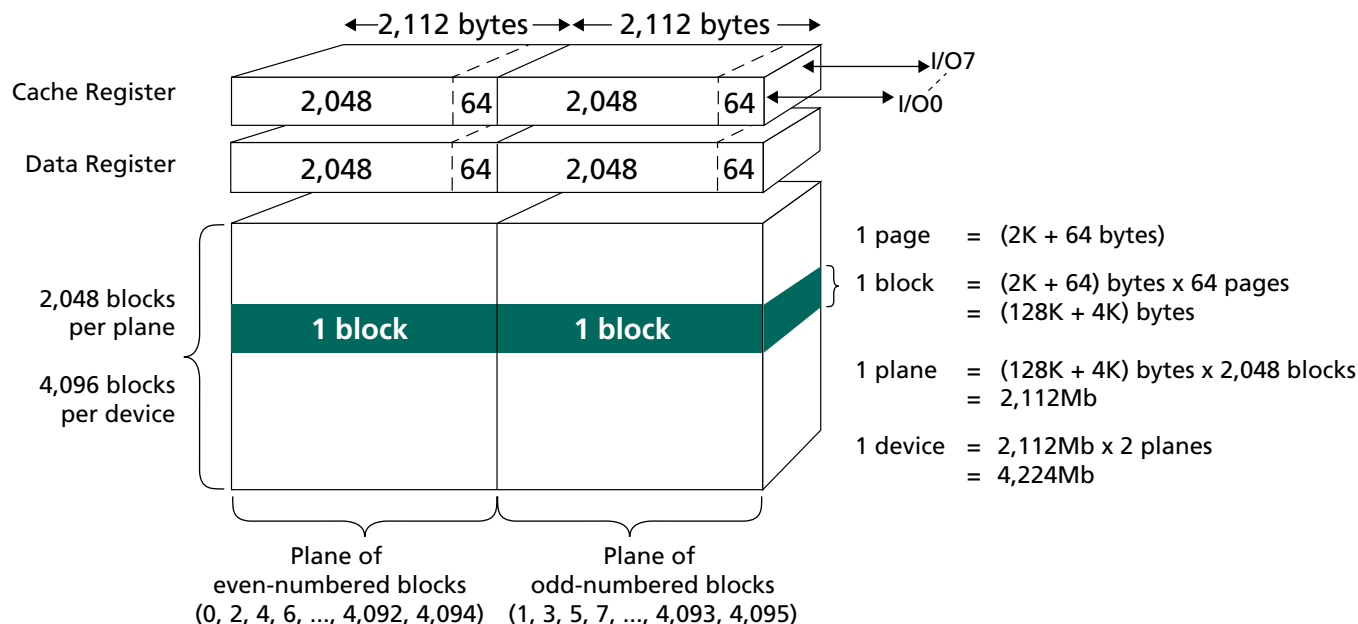 2,112 bytes 2,112 bytes
I/O7
Cache Register 2,048 64 2,048 64 I/O0
Data Register 2,048 64 2,048 64
1 page = (2K + 64 bytes)
1 block = (2K + 64) bytes x 64 pages
= (128K + 4K) bytes
2,048 blocks
per plane
1 block 1 block
4,096 blocks
per device
1 plane = (128K + 4K) bytes x 2,048 blocks
= 2,112Mb
1 device = 2,112Mb x 2 planes
= 4,224Mb
Plane of
even-numbered blocks
(0, 2, 4, 6, ..., 4,092, 4,094)
Plane of
odd-numbered blocks
(1, 3, 5, 7, ..., 4,093, 4,095)